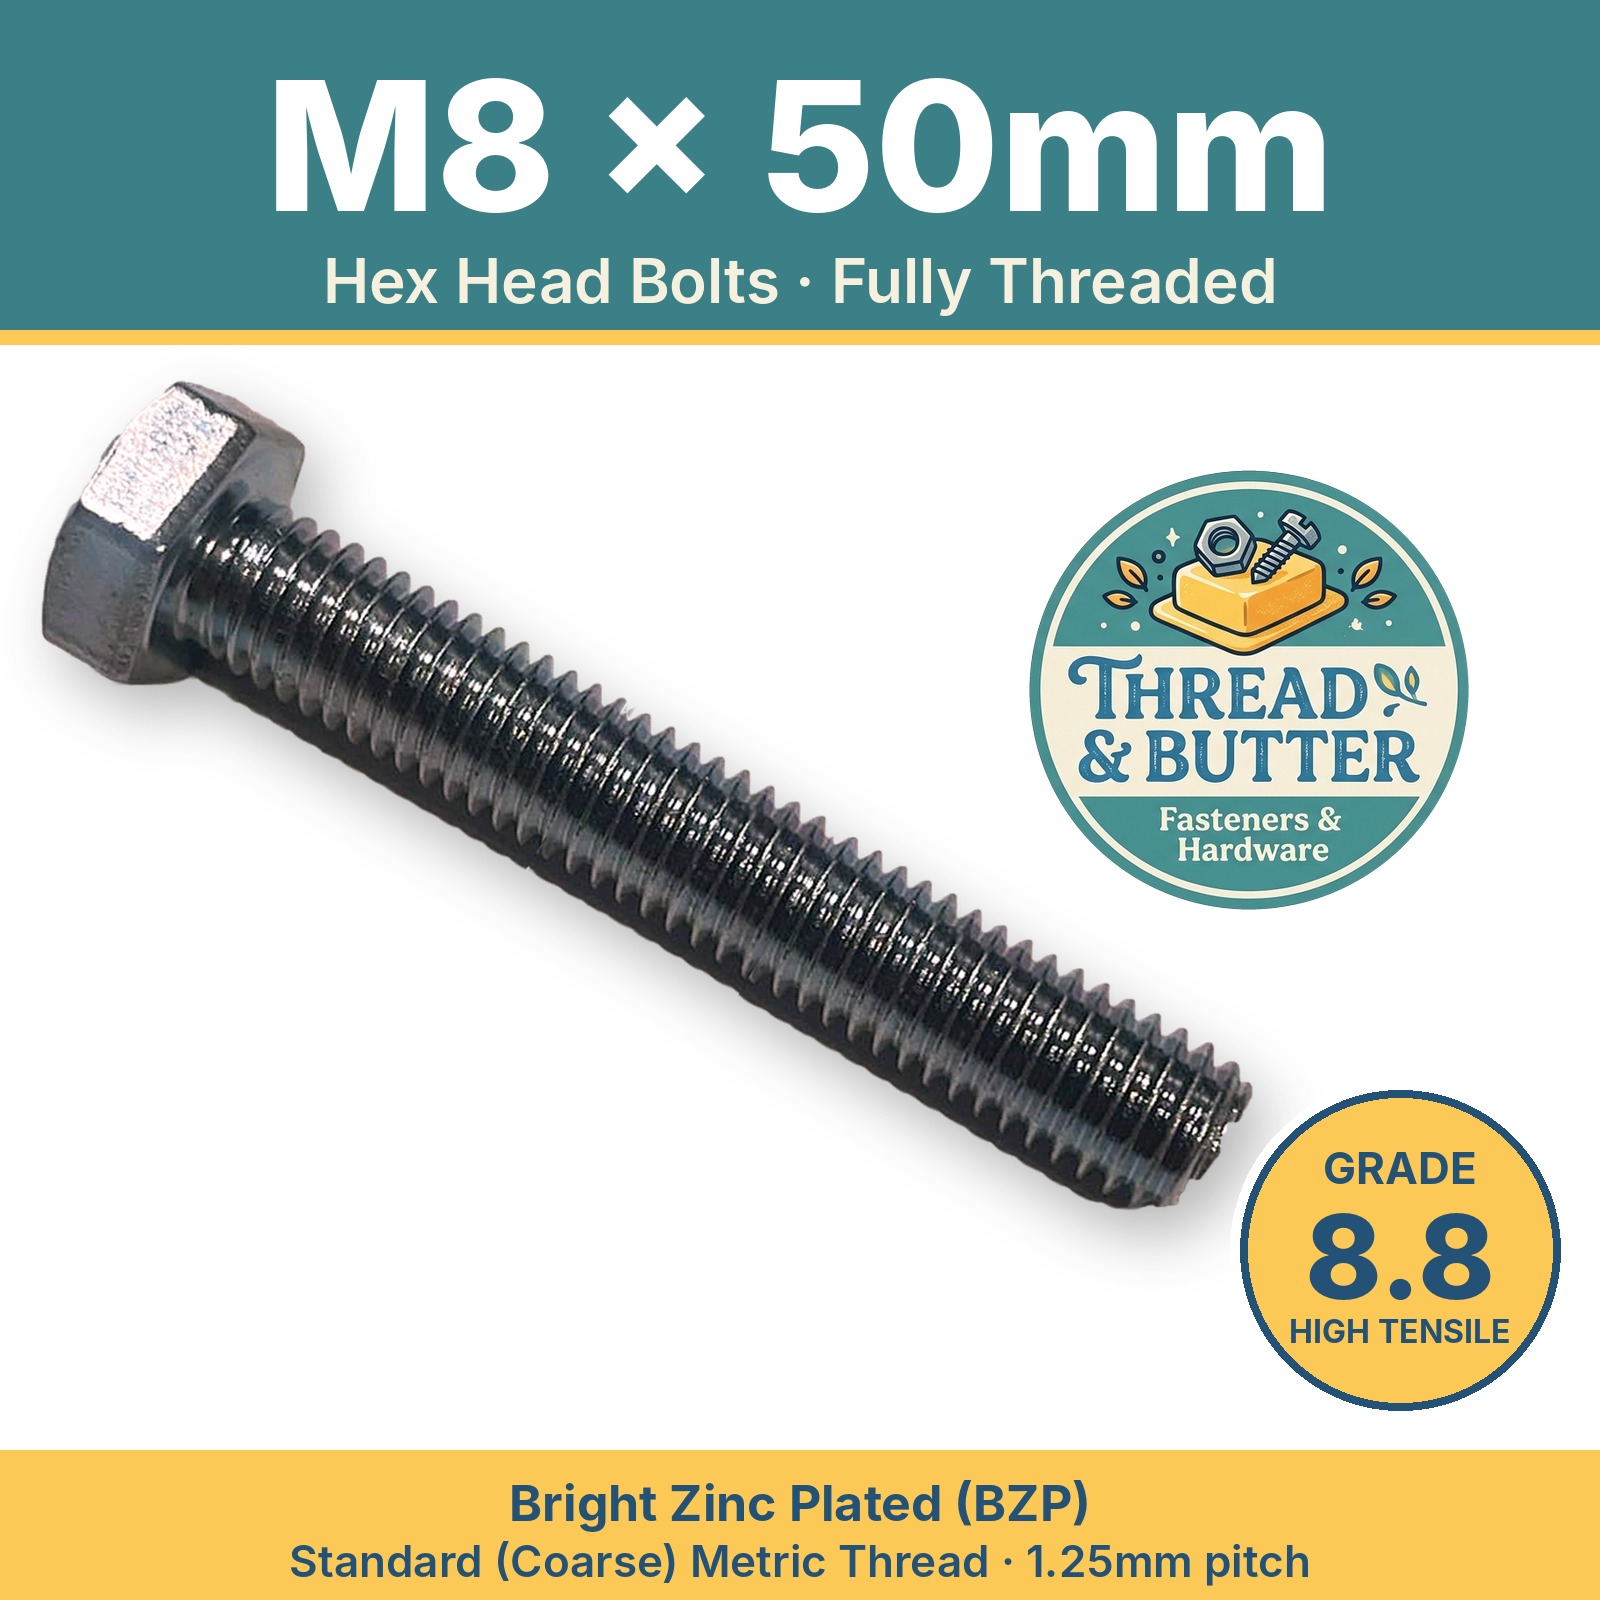 M8 × 50mm
Hex Head Bolts · Fully Threaded
THREAD
& BUTTER
Fasteners &
Hardware
GRADE
8.8
HIGH TENSILE
Bright Zinc Plated (BZP)
Standard (Coarse) Metric Thread · 1.25mm pitch